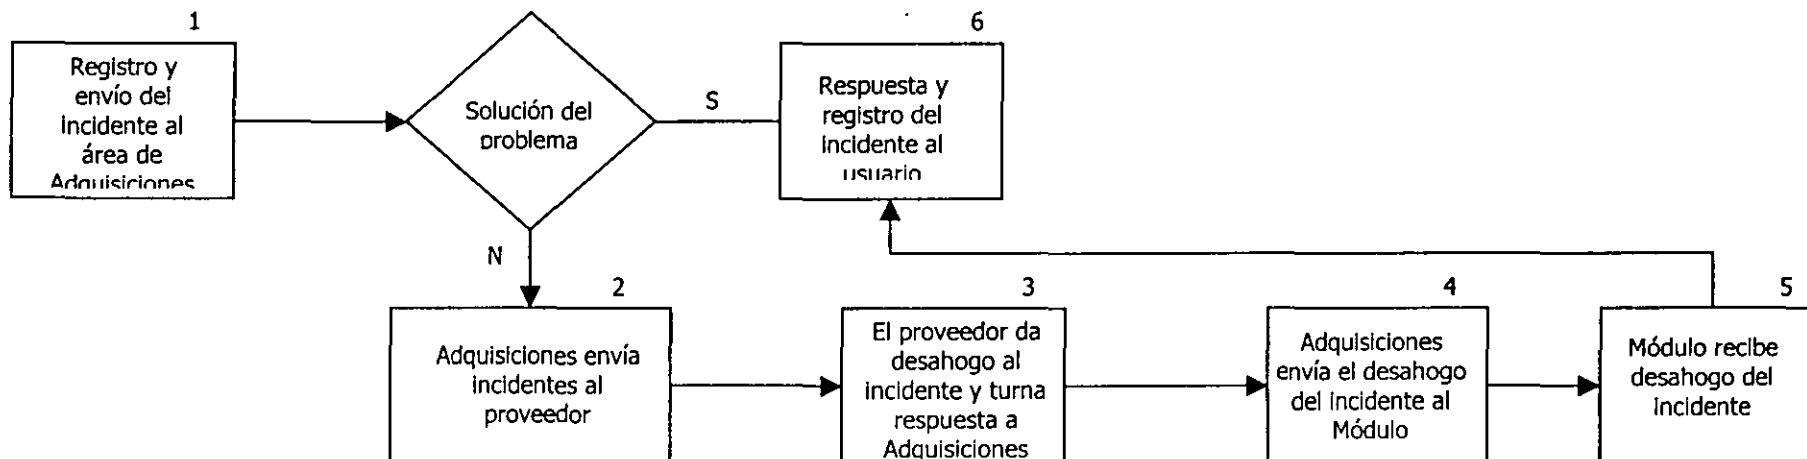 1
Registro y
envío del
incidente al
área de
Adquisiciones
Solución del
problema
S
6
Respuesta y
registro del
incidente al
usuario
N
2
Adquisiciones envía
incidentes al
proveedor
3
El proveedor da
desahogo al
incidente y turna
respuesta a
Adquisiciones
4
Adquisiciones
envía el desahogo
del incidente al
Módulo
5
Módulo recibe
desahogo del
incidente